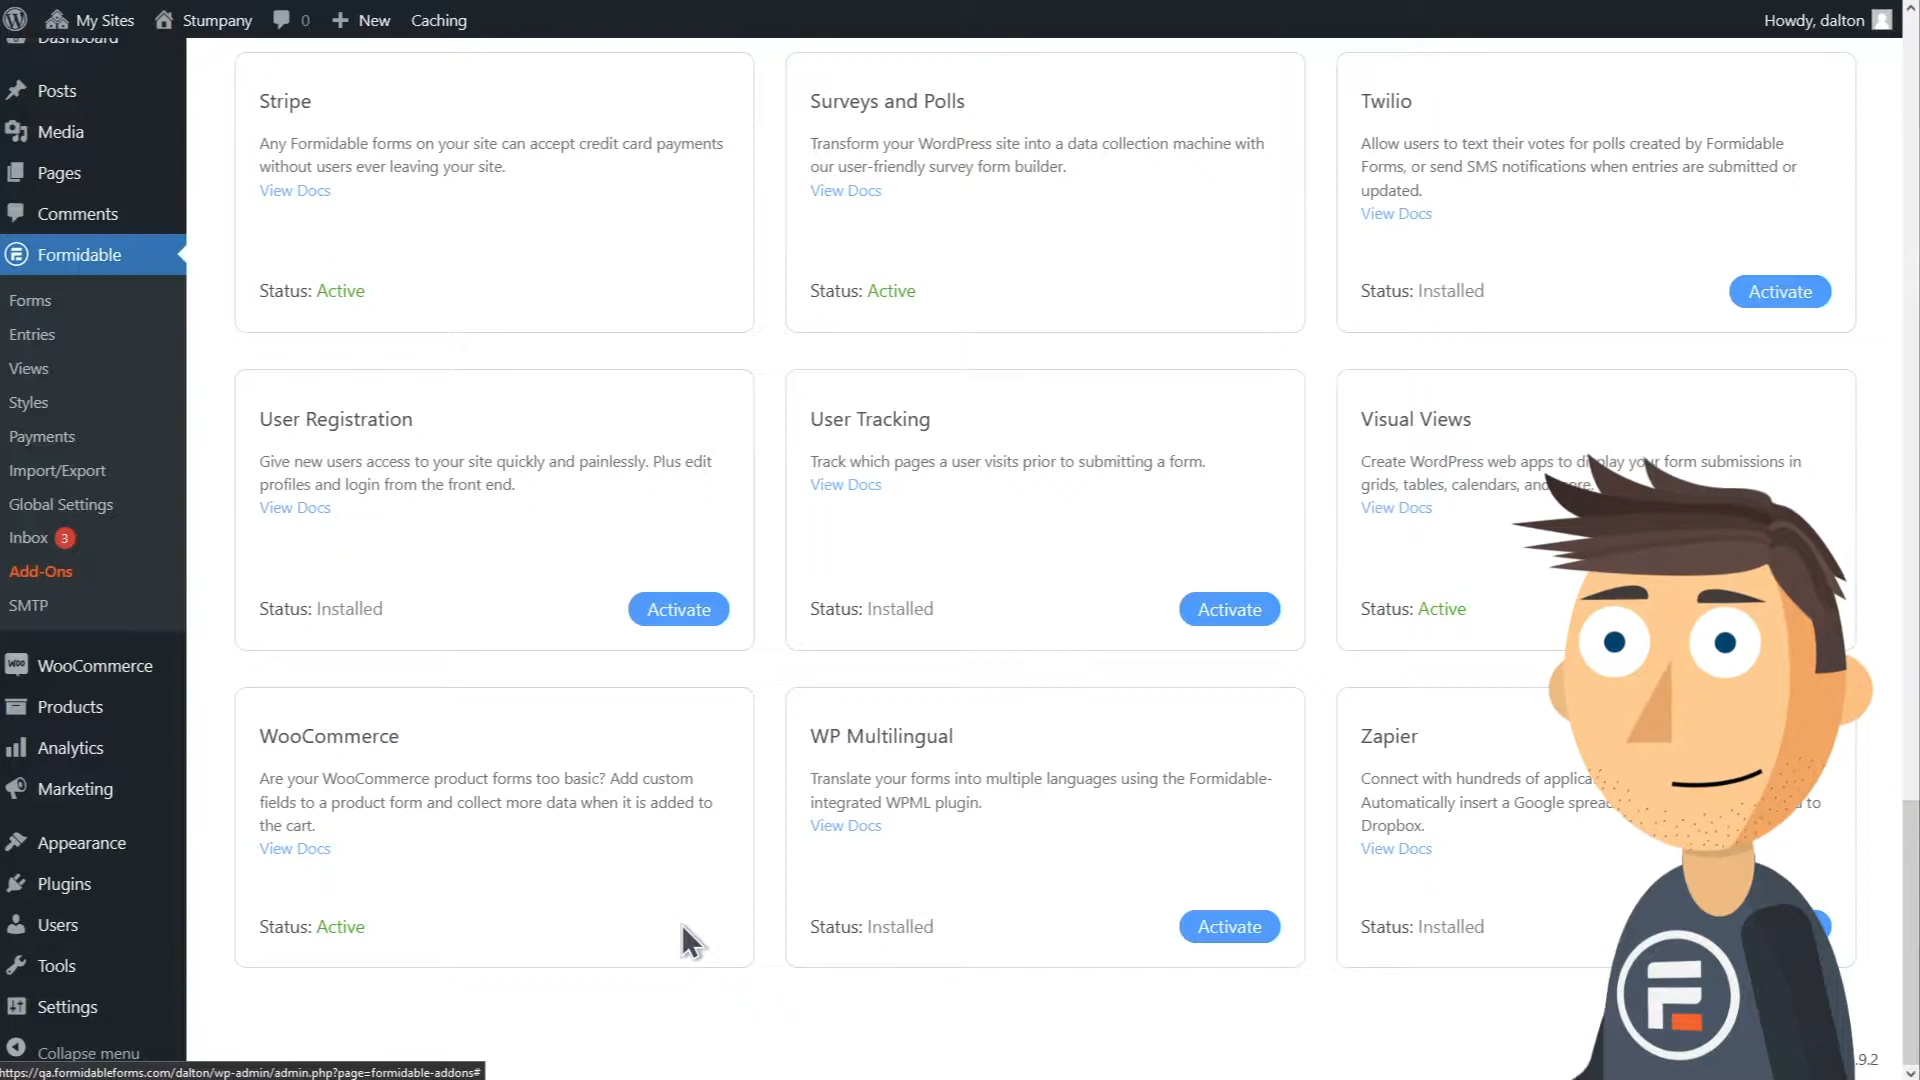 My Sites
Stumpany
0
New
Caching
Howdy, dalton
Dashboard
Posts
Media
Pages
Comments
Formidable
Forms
Entries
Views
Styles
Payments
Import/Export
Global Settings
Inbox 3
Add-Ons
SMTP
WooCommerce
Products
Analytics
Marketing
Appearance
Plugins
Users
Tools
Settings
Collapse menu
Stripe
Any Formidable forms on your site can accept credit card payments
without users ever leaving your site.
View Docs
Status: Active
Surveys and Polls
Transform your WordPress site into a data collection machine with
our user-friendly survey form builder.
View Docs
Status: Active
Twilio
Allow users to text their votes for polls created by Formidable
Forms, or send SMS notifications when entries are submitted or
updated.
View Docs
Status: Installed
Activate
User Registration
Give new users access to your site quickly and painlessly. Plus edit
profiles and login from the front end.
View Docs
Status: Installed
Activate
User Tracking
Track which pages a user visits prior to submitting a form.
View Docs
Status: Installed
Activate
Visual Views
Create WordPress web apps to display your form submissions in
grids, tables, calendars, and more.
View Docs
Status: Active
WooCommerce
Are your WooCommerce product forms too basic? Add custom
fields to a product form and collect more data when it is added to
the cart.
View Docs
Status: Active
WP Multilingual
Translate your forms into multiple languages using the Formidable-
integrated WPML plugin.
View Docs
Status: Installed
Activate
Zapier
Connect with hundreds of
Automatically insert a Google to
Dropbox.
View Docs
Status: Installed
.9.2
https://qa.formidableforms.com/dalton/wp-admin/admin.php?page=formidable-addons#